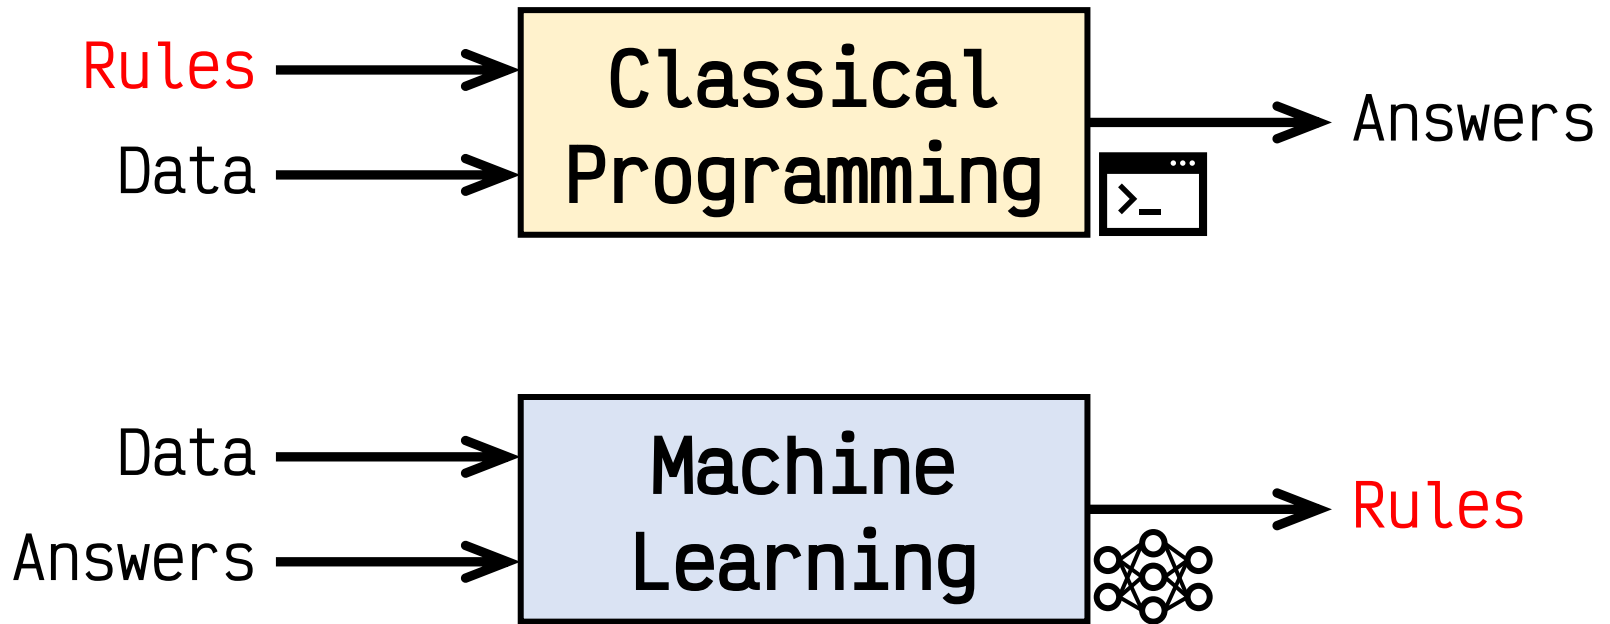 Rules
Data
Classical
Programming
Answers
>_
Data
Answers
Machine
Learning
Rules